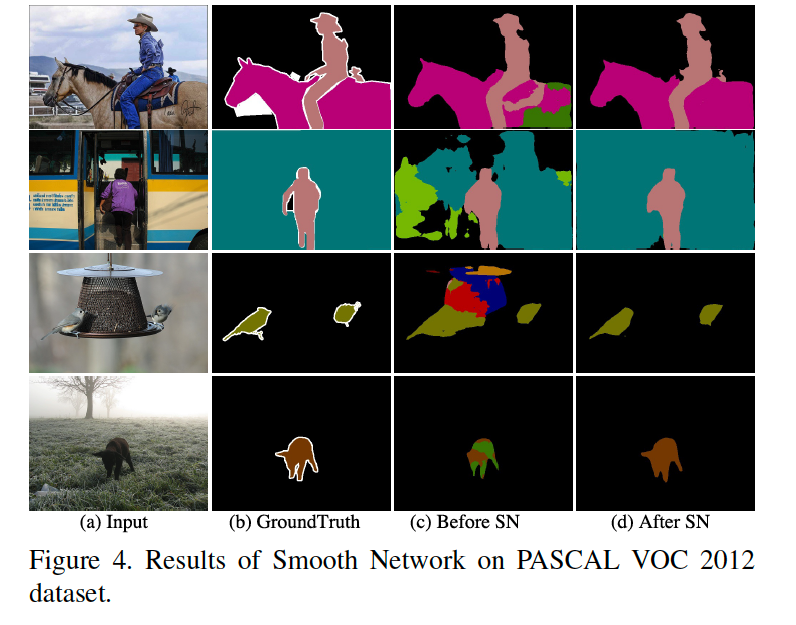 (a) Input
(b) GroundTruth
(c) Before SN
(d) After SN
Figure 4. Results of Smooth Network on PASCAL VOC 2012
dataset.